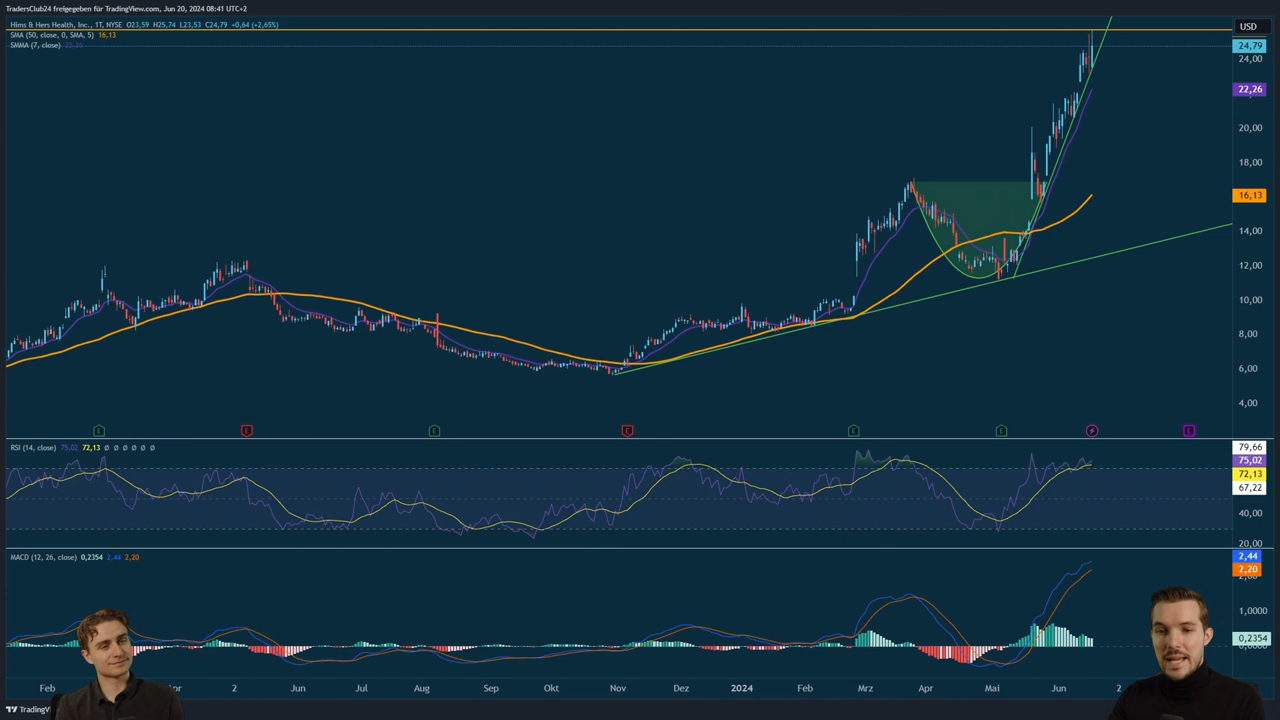 TradersClub24 freigegeben für TradingView.com, Jun 20, 2024 08:41 UTC+2
Hims & Hers Health, Inc., 1T, NYSE O23,59 H25,74 L23,53 C24,79 +0,64 (+2,65%)
SMA (50, close, 0, SMA, 5) 16,13
SMMA (7, close) 22,26
USD
24,79
24,00
22,26
20,00
18,00
16,13
14,00
12,00
10,00
8,00
6,00
4,00
E E E E E E E
RSI (14, close) 75,02 72,13 Ø Ø Ø Ø Ø Ø
79,66
75,02
72,13
67,22
40,00
20,00
MACD (12, 26, close) 0,2354 2,44 2,20
2,44
2,20
1,0000
0,2354
Feb 2 Jun Jul Aug Sep Okt Nov Dez 2024 Feb Mrz Apr Mai Jun 2
TradingV